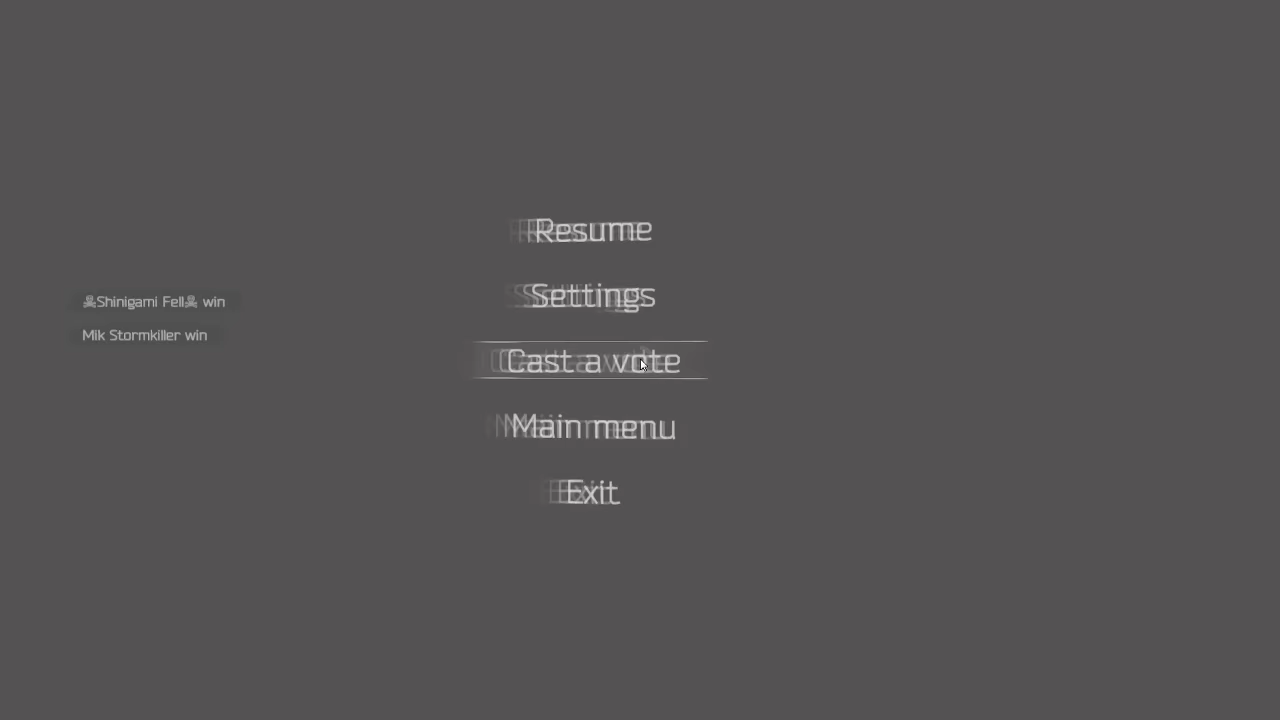 Resume
Settings
☠Shinigami Fell☠ win
Mik Stormkiller win
Cast a vote
Main menu
Exit